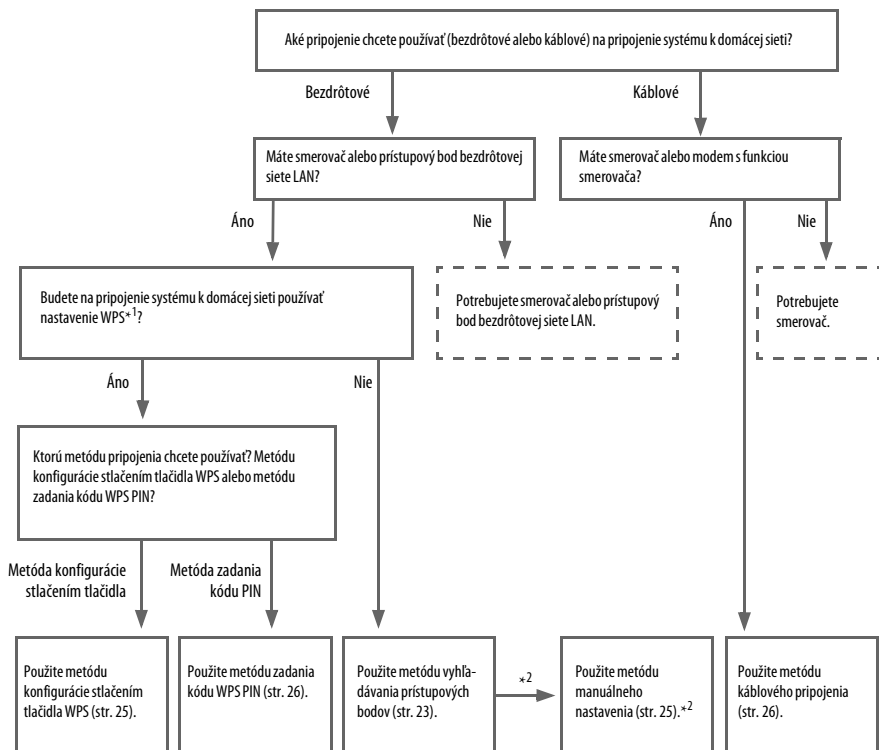 Aké pripojenie chcete používať (bezdrôtové alebo káblové) na pripojenie systému k domácej sieti?
Bezdrôtové
Káblové
Máte smerovač alebo prístupový bod bezdrôtovej
siete LAN?
Máte smerovač alebo modem s funkciou
smerovača?
Áno
Nie
Áno
Nie
Budete na pripojenie systému k domácej sieti používať
nastavenie WPS*1?
Potrebujete smerovač alebo prístupový
bod bezdrôtovej siete LAN.
Potrebujete
smerovač.
Áno
Nie
Ktorú metódu pripojenia chcete používať? Metódu
konfigurácie stlačením tlačidla WPS alebo metódu
zadania kódu WPS PIN?
Metóda konfigurácie
stlačením tlačidla
Metóda zadania
kódu PIN
Použite metódu
konfigurácie stlačením
tlačidla WPS (str. 25).
Použite metódu zadania
kódu WPS PIN (str. 26).
Použite metódu vyhľa-
dávania prístupových
bodov (str. 23).
*2
Použite metódu
manuálneho
nastavenia (str. 25).*2
Použite metódu
káblového pripojenia
(str. 26).